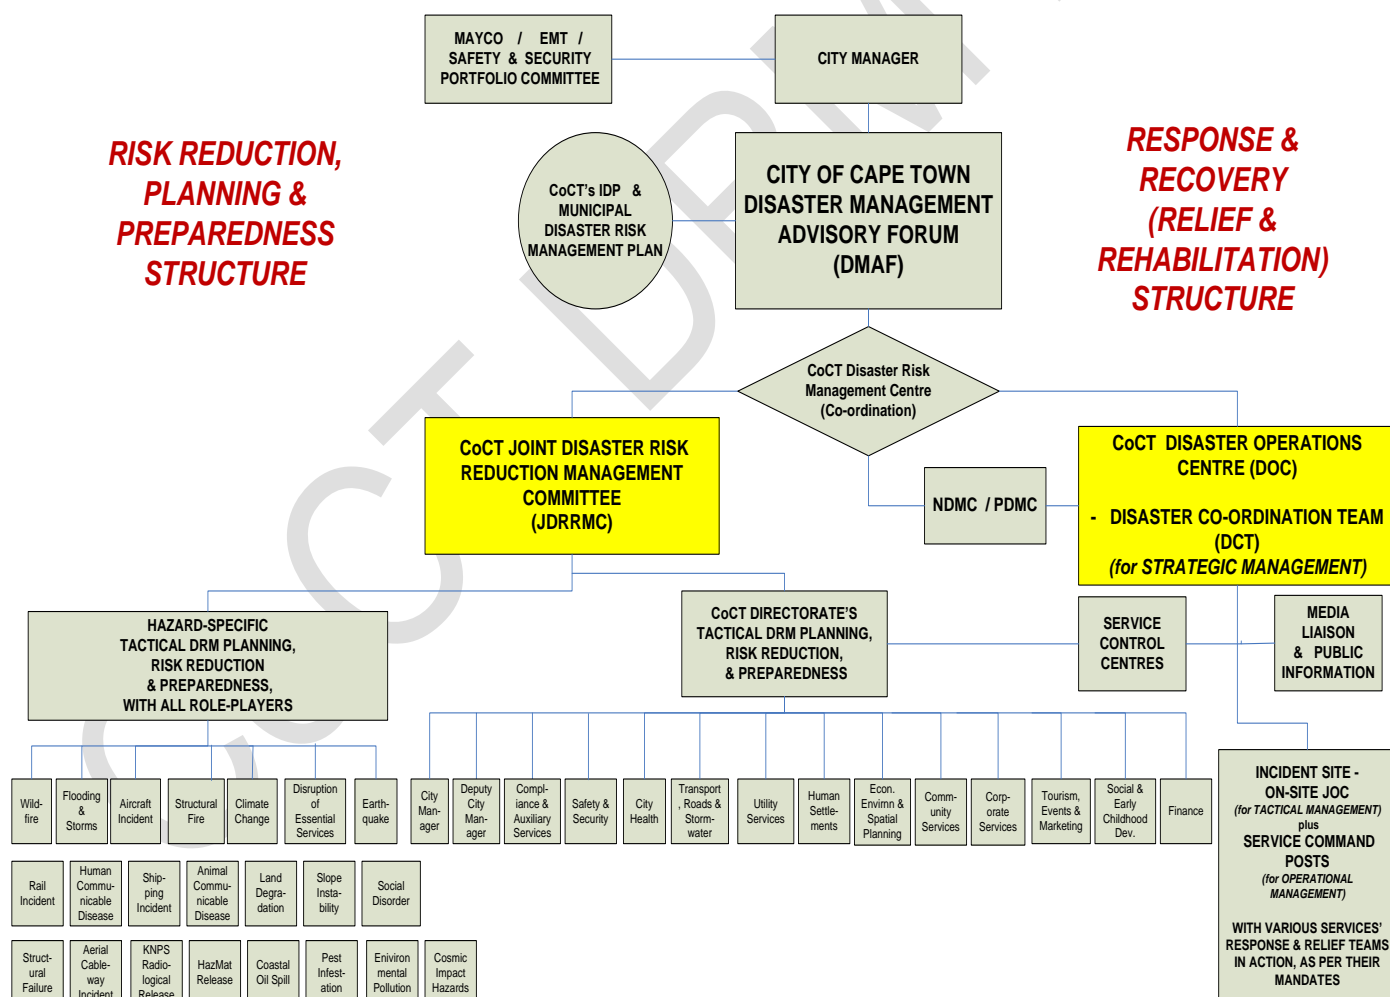 MAYCO / EMT /
SAFETY & SECURITY
PORTFOLIO COMMITTEE
CITY MANAGER
RISK REDUCTION,
PLANNING &
PREPAREDNESS
STRUCTURE
CoCT's IDP &
MUNICIPAL
DISASTER RISK
MANAGEMENT PLAN
CITY OF CAPE TOWN
DISASTER MANAGEMENT
ADVISORY FORUM
(DMAF)
RESPONSE &
RECOVERY
(RELIEF &
REHABILITATION)
STRUCTURE
CoCT Disaster Risk
Management Centre
(Co-ordination)
CoCT JOINT DISASTER RISK
REDUCTION MANAGEMENT
COMMITTEE
(JDRRMC)
NDMC / PDMC
CoCT DISASTER OPERATIONS
CENTRE (DOC)
- DISASTER CO-ORDINATION TEAM
(DCT)
(for STRATEGIC MANAGEMENT)
HAZARD-SPECIFIC
TACTICAL DRM PLANNING,
RISK REDUCTION
& PREPAREDNESS,
WITH ALL ROLE-PLAYERS
CoCT DIRECTORATE'S
TACTICAL DRM PLANNING,
RISK REDUCTION,
& PREPAREDNESS
SERVICE
CONTROL
CENTRES
MEDIA
LIAISON
& PUBLIC
INFORMATION
Wild-
fire
Flooding
&
Storms
Aircraft
Incident
Structural
Fire
Climate
Change
Disruption
of
Essential
Services
Earth-
quake
City
Man-
ager
Deputy
City
Man-
ager
Compl-
iance &
Auxiliary
Services
Safety &
Security
City
Health
Transport
, Roads &
Storm-
water
Utility
Services
Human
Settle-
ments
Econ.
Envirnn &
Spatial
Planning
Comm-
unity
Services
Corp-
orate
Services
Tourism,
Events &
Marketing
Social &
Early
Childhood
Dev.
Finance
INCIDENT SITE -
ON-SITE JOC
(for TACTICAL MANAGEMENT)
plus
SERVICE COMMAND
POSTS
(for OPERATIONAL
MANAGEMENT)
WITH VARIOUS SERVICES'
RESPONSE & RELIEF TEAMS
IN ACTION, AS PER THEIR
MANDATES
Rail
Incident
Human
Commu-
nicable
Disease
Ship-
ping
Incident
Animal
Commu-
nicable
Disease
Land
Degra-
dation
Slope
Insta-
bility
Social
Disorder
Struct-
ural
Failure
Aerial
Cable-
way
Incident
KNPS
Radio-
logical
Release
HazMat
Release
Coastal
Oil Spill
Pest
Infest-
ation
Eniviron
mental
Pollution
Cosmic
Impact
Hazards
CoCT DRM